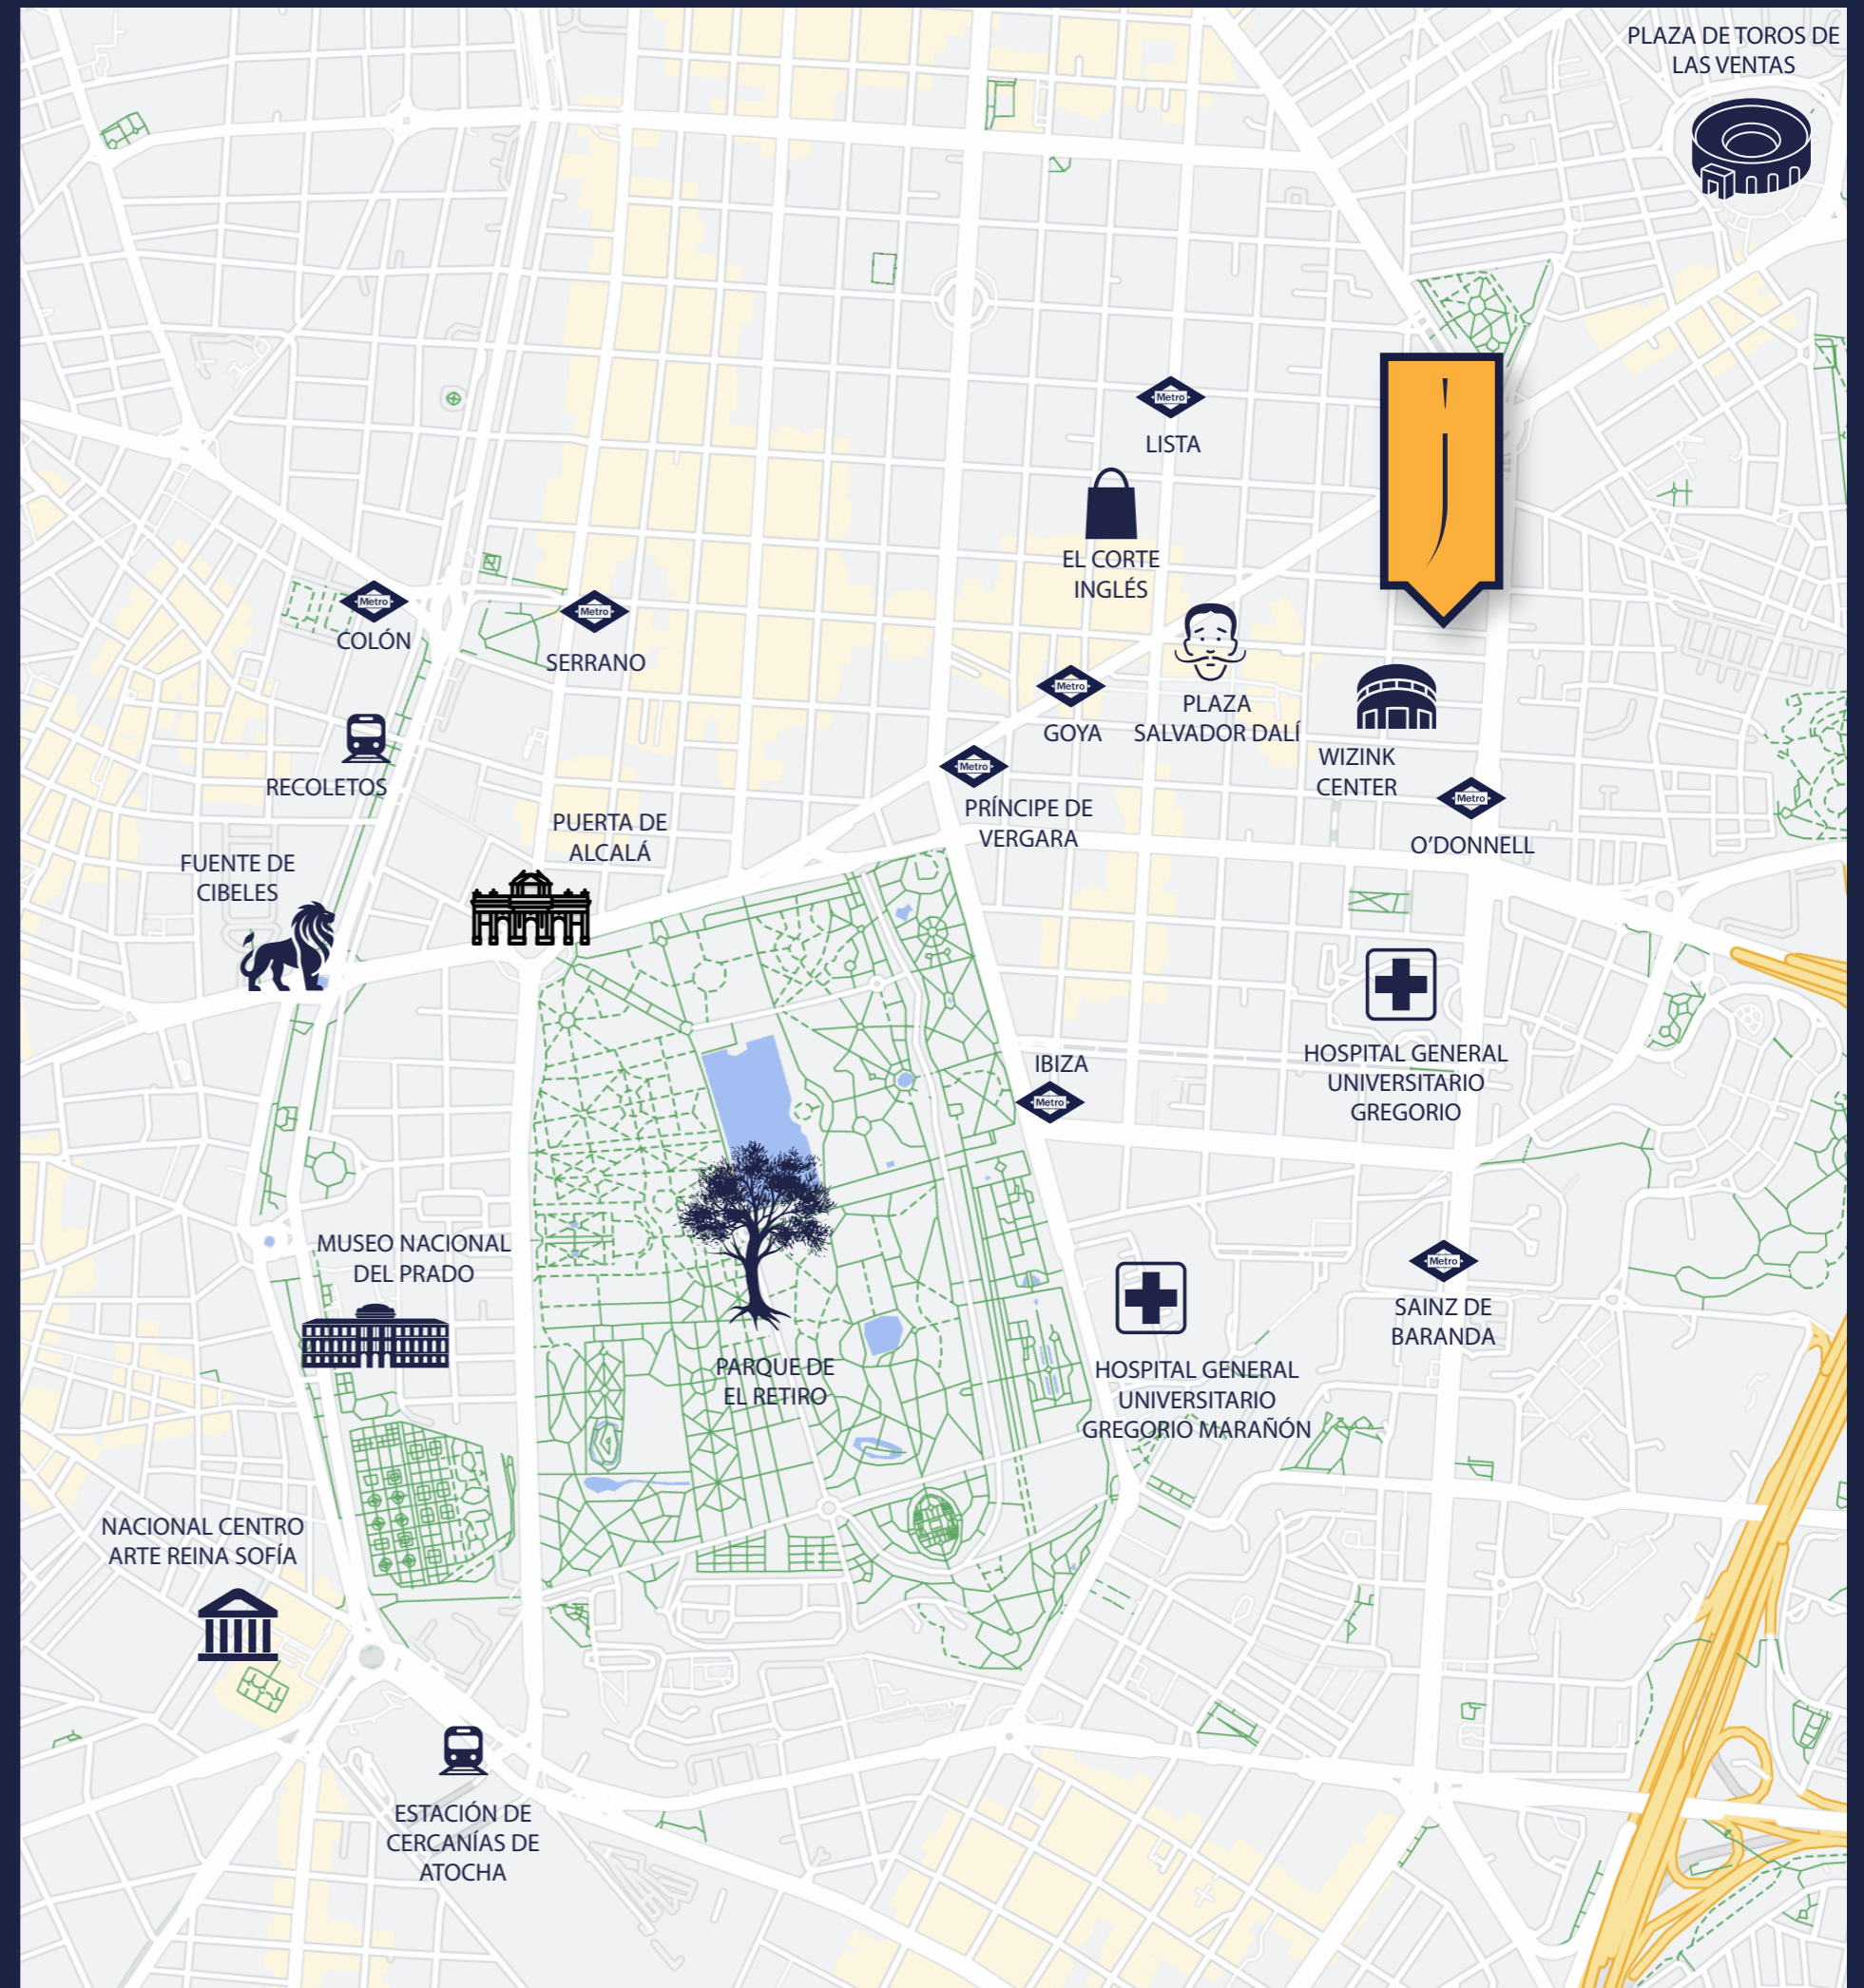 PLAZA DE TOROS DE
LAS VENTAS
j
Metro
LISTA
EL CORTE
INGLÉS
Metro
COLÓN
Metro
SERRANO
Metro
GOYA
PLAZA
SALVADOR DALÍ
WIZINK
CENTER
RECOLETOS
Metro
PRÍNCIPE DE
VERGARA
Metro
O'DONNELL
PUERTA DE
ALCALÁ
FUENTE DE
CIBELES
HOSPITAL GENERAL
UNIVERSITARIO
GREGORIO
IBIZA
Metro
MUSEO NACIONAL
DEL PRADO
Metro
SAINZ DE
BARANDA
PARQUE DE
EL RETIRO
HOSPITAL GENERAL
UNIVERSITARIO
GREGORIO MARAÑÓN
NACIONAL CENTRO
ARTE REINA SOFÍA
ESTACIÓN DE
CERCANÍAS DE
ATOCHA